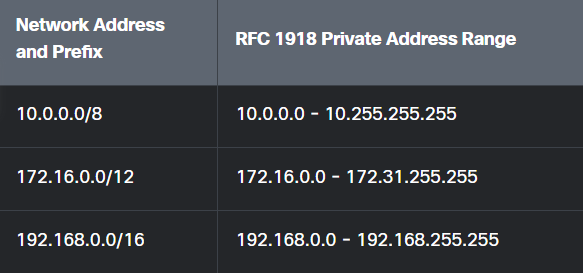 Network Address
and Prefix
RFC 1918 Private Address Range
10.0.0.0/8
10.0.0.0 - 10.255.255.255
172.16.0.0/12
172.16.0.0 - 172.31.255.255
192.168.0.0/16
192.168.0.0 - 192.168.255.255